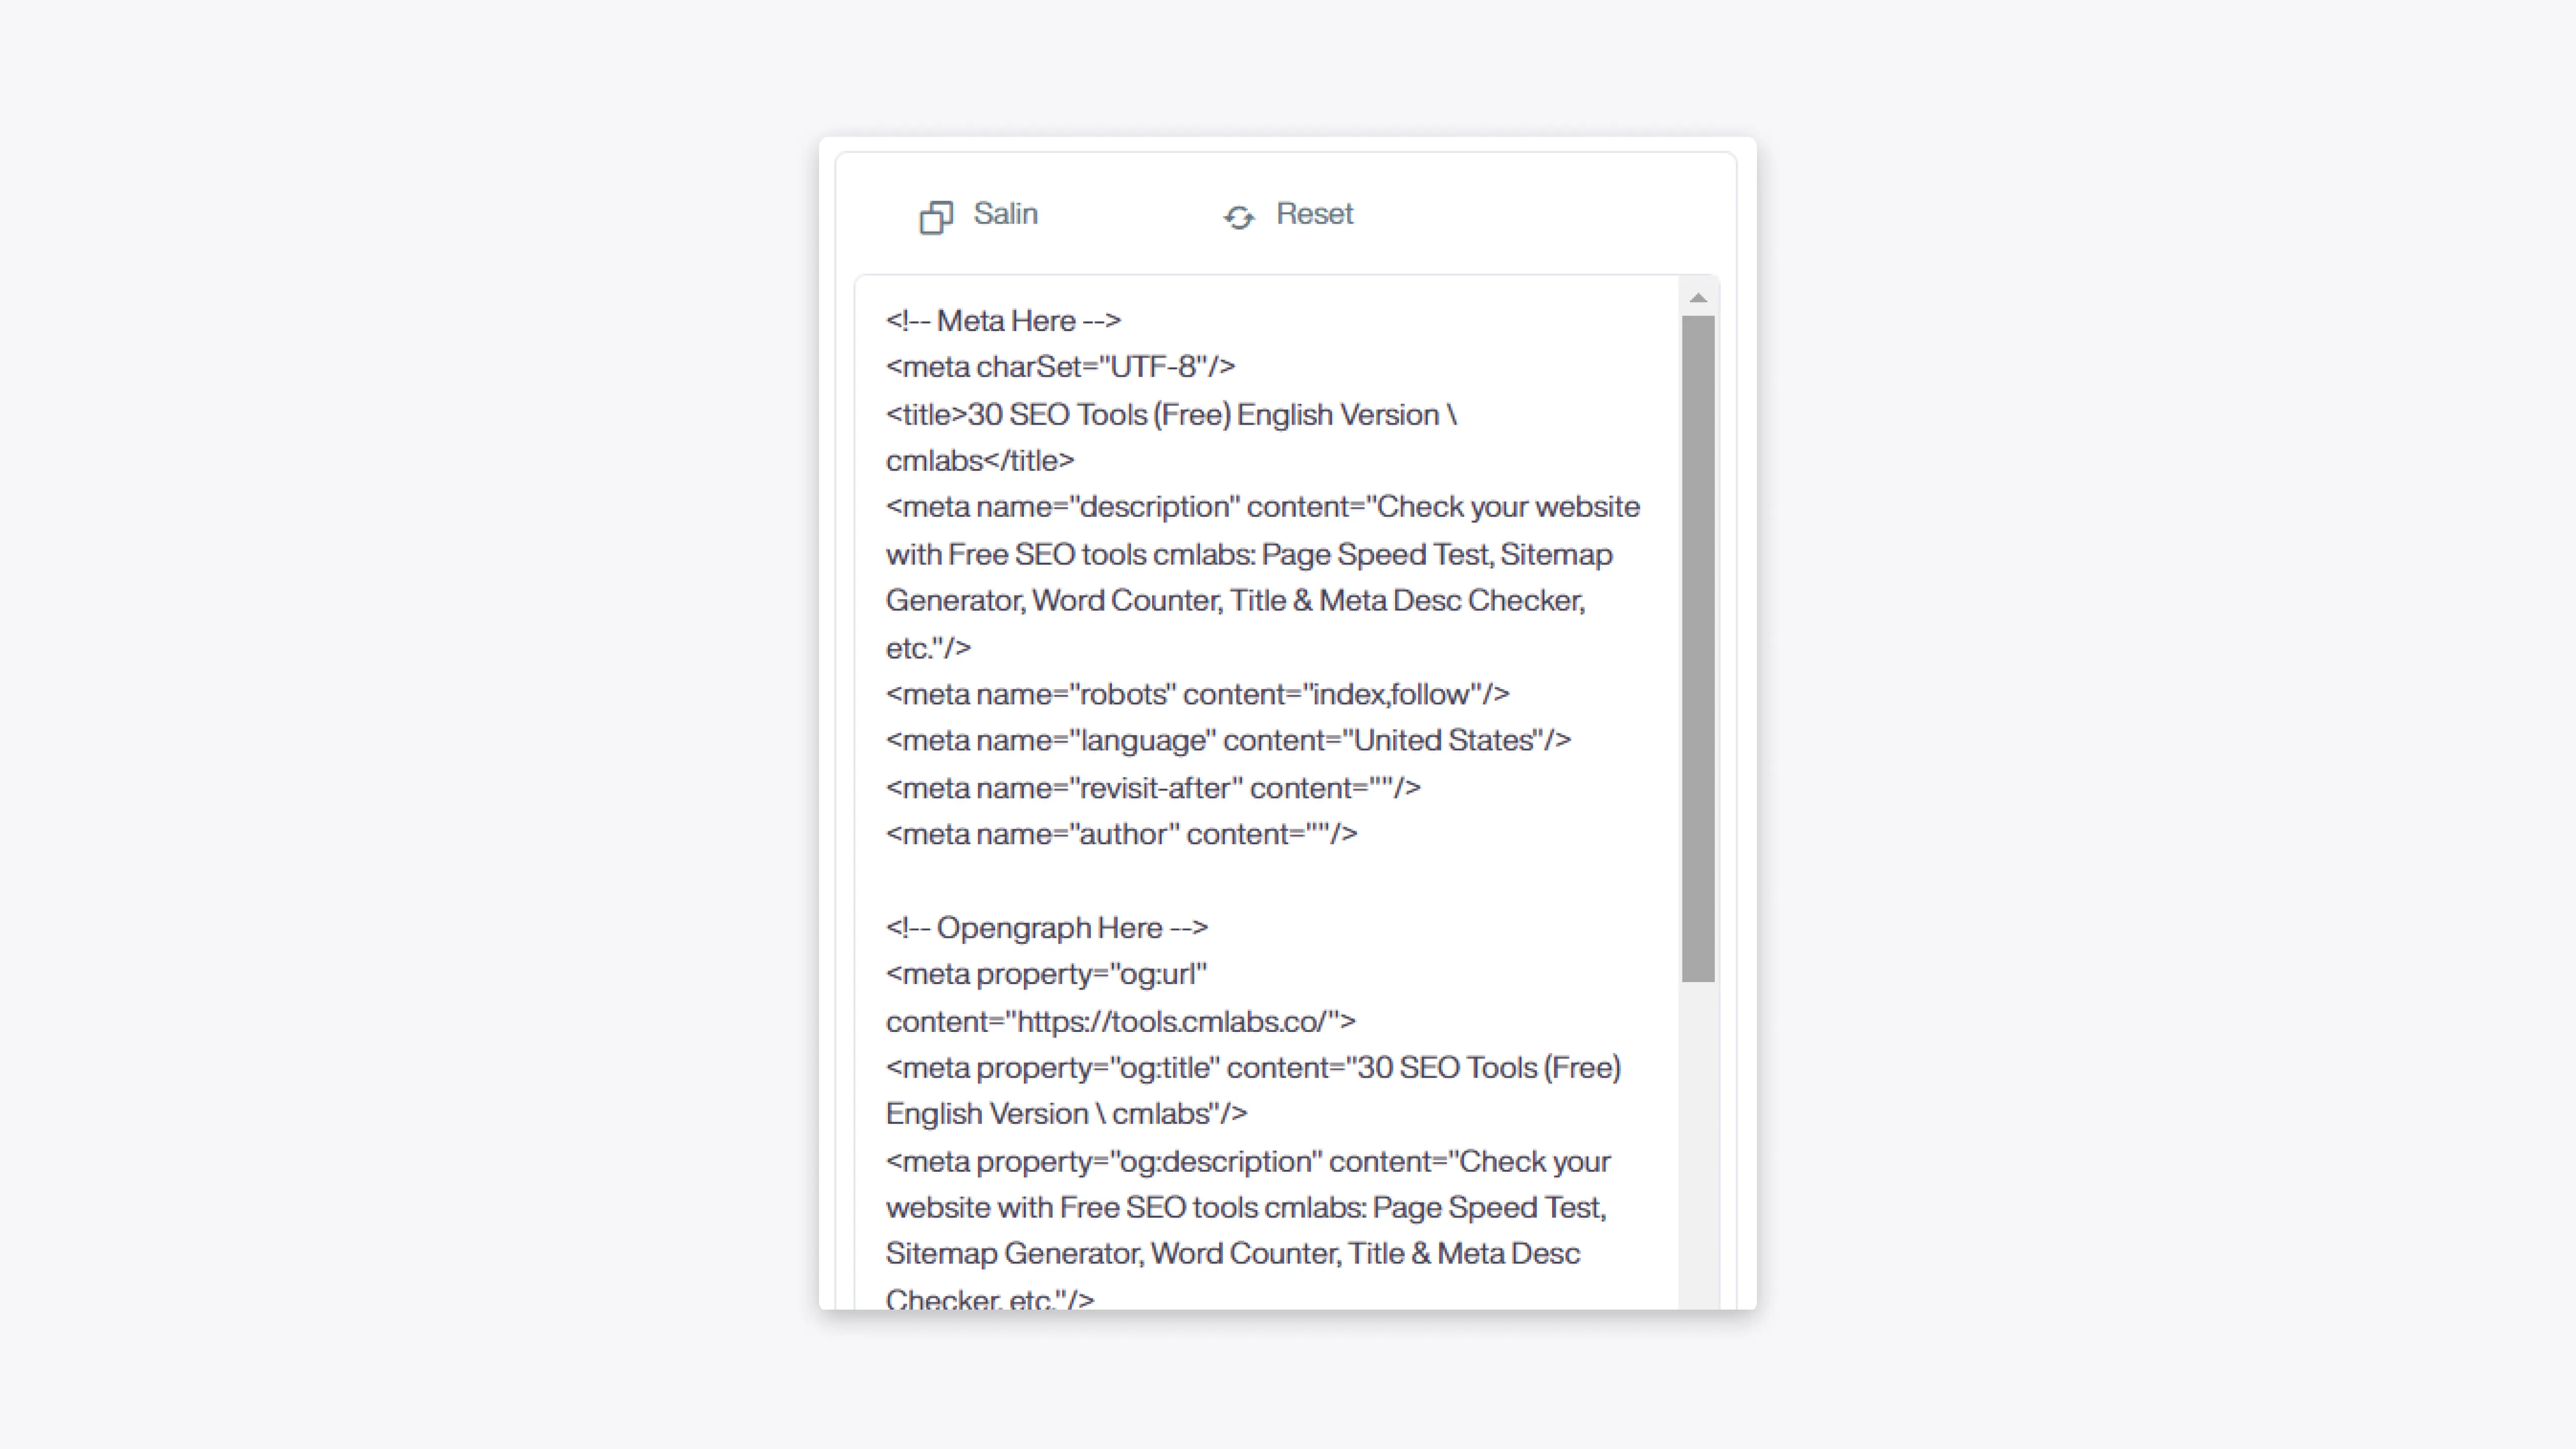 Salin
Reset
<!-- Meta Here -->
<meta charSet="UTF-8"/>
<title>30 SEO Tools (Free) English Version \
cmlabs</title>
<meta name="description" content="Check your website
with Free SEO tools cmlabs: Page Speed Test, Sitemap
Generator, Word Counter, Title & Meta Desc Checker,
etc."/>
<meta name="robots" content="index,follow"/>
<meta name="language" content="United States"/>
<meta name="revisit-after" content=""/>
<meta name="author" content=""/>
<!-- Opengraph Here -->
<meta property="og:url"
content="https://tools.cmlabs.co/">
<meta property="og:title" content="30 SEO Tools (Free)
English Version \ cmlabs"/>
<meta property="og:description" content="Check your
website with Free SEO tools cmlabs: Page Speed Test,
Sitemap Generator, Word Counter, Title & Meta Desc
Checker, etc."/>